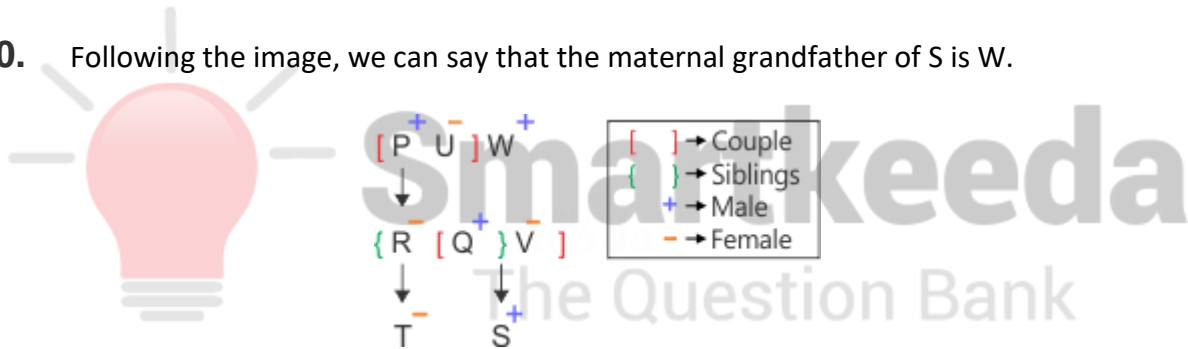 0. Following the image, we can say that the maternal grandfather of S is W.
[ P+ U− ] W+
{ R− [ Q+ } V− ]
T− S+
[ ] → Couple
{ } → Siblings
+ → Male
− → Female
Smartkeeda
The Question Bank